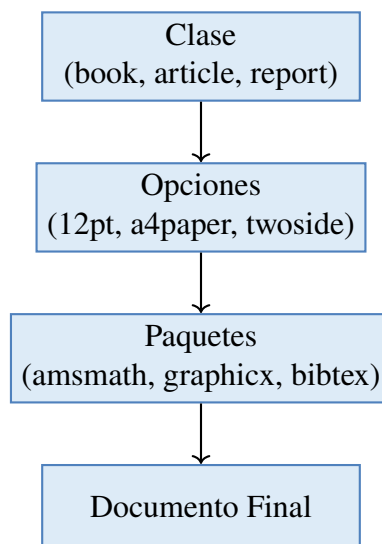 Clase
(book, article, report)
Opciones
(12pt, a4paper, twoside)
Paquetes
(amsmath, graphicx, bibtex)
Documento Final